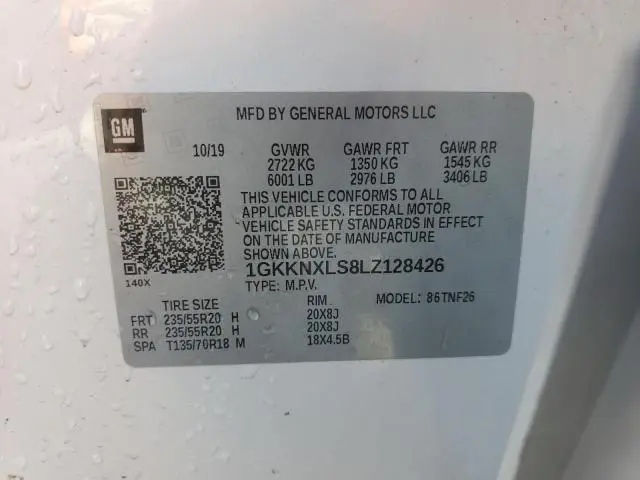 MFD BY GENERAL MOTORS LLC
GM
10/19 GVWR GAWR FRT GAWR RR
2722 KG 1350 KG 1545 KG
6001 LB 2976 LB 3406 LB
THIS VEHICLE CONFORMS TO ALL
APPLICABLE U.S. FEDERAL MOTOR
VEHICLE SAFETY STANDARDS IN EFFECT
ON THE DATE OF MANUFACTURE
SHOWN ABOVE.
140X
1GKKNXLS8LZ128426
TYPE: M.P.V.
TIRE SIZE RIM MODEL: 86TNF26
FRT 235/55R20 H 20X8J
RR 235/55R20 H 20X8J
SPA T135/70R18 M 18X4.5B